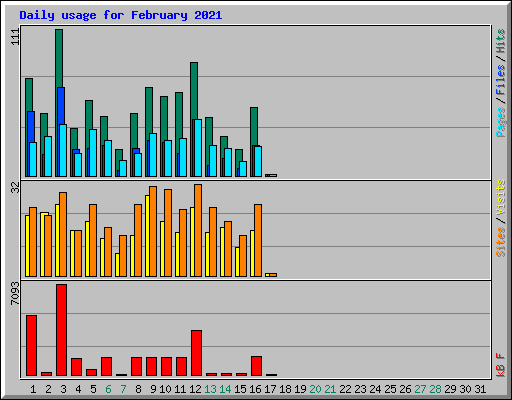 Daily usage for February 2021
111
Pages/Files/Hits
32
Sites/Visits
7093
kB F
1 2 3 4 5 6 7 8 9 10 11 12 13 14 15 16 17 18 19 20 21 22 23 24 25 26 27 28 29 30 31